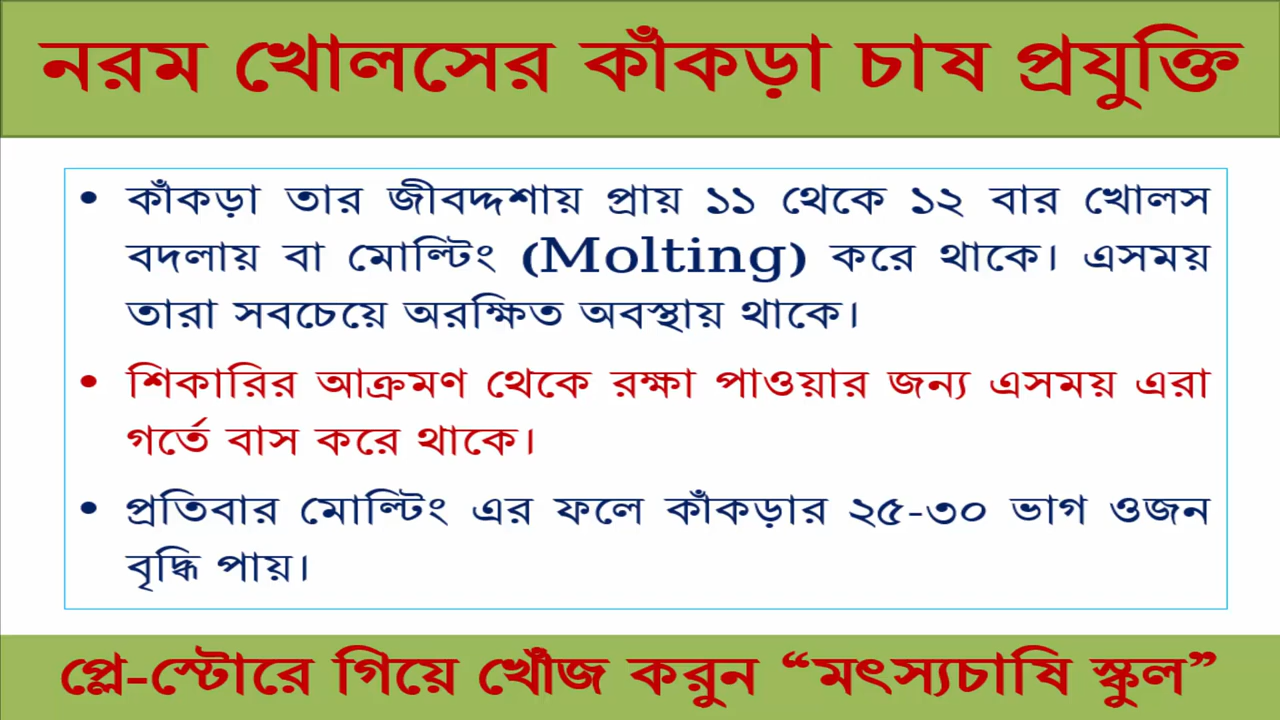 নরম খোলসের কাঁকড়া চাষ প্রযুক্তি
• কাঁকড়া তার জীবদ্দশায় প্রায় ১১ থেকে ১২ বার খোলস
বদলায় বা মোল্টিং (Molting) করে থাকে। এসময়
তারা সবচেয়ে অরক্ষিত অবস্থায় থাকে।
• শিকারির আক্রমণ থেকে রক্ষা পাওয়ার জন্য এসময় এরা
গর্তে বাস করে থাকে।
• প্রতিবার মোল্টিং এর ফলে কাঁকড়ার ২৫-৩০ ভাগ ওজন
বৃদ্ধি পায়।
প্লে-স্টোরে গিয়ে খোঁজ করুন “মৎস্যচাষি স্কুল”